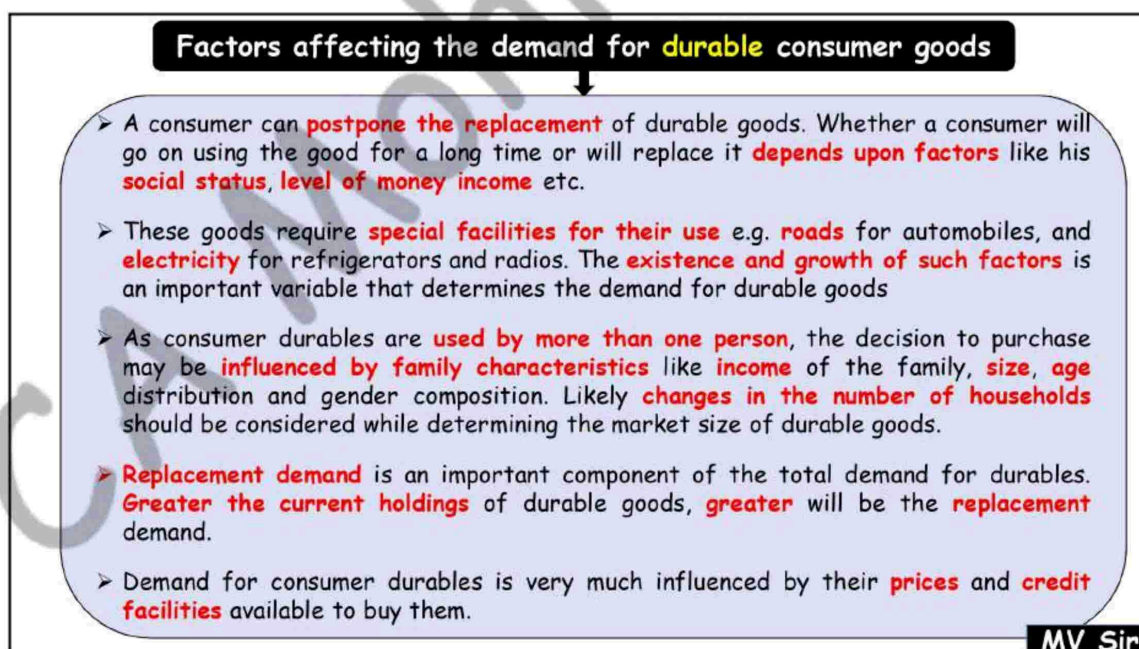 Factors affecting the demand for durable consumer goods
➢ A consumer can postpone the replacement of durable goods. Whether a consumer will
go on using the good for a long time or will replace it depends upon factors like his
social status, level of money income etc.
➢ These goods require special facilities for their use e.g. roads for automobiles, and
electricity for refrigerators and radios. The existence and growth of such factors is
an important variable that determines the demand for durable goods
➢ As consumer durables are used by more than one person, the decision to purchase
may be influenced by family characteristics like income of the family, size, age
distribution and gender composition. Likely changes in the number of households
should be considered while determining the market size of durable goods.
➢ Replacement demand is an important component of the total demand for durables.
Greater the current holdings of durable goods, greater will be the replacement
demand.
➢ Demand for consumer durables is very much influenced by their prices and credit
facilities available to buy them.
MV Sir
CA